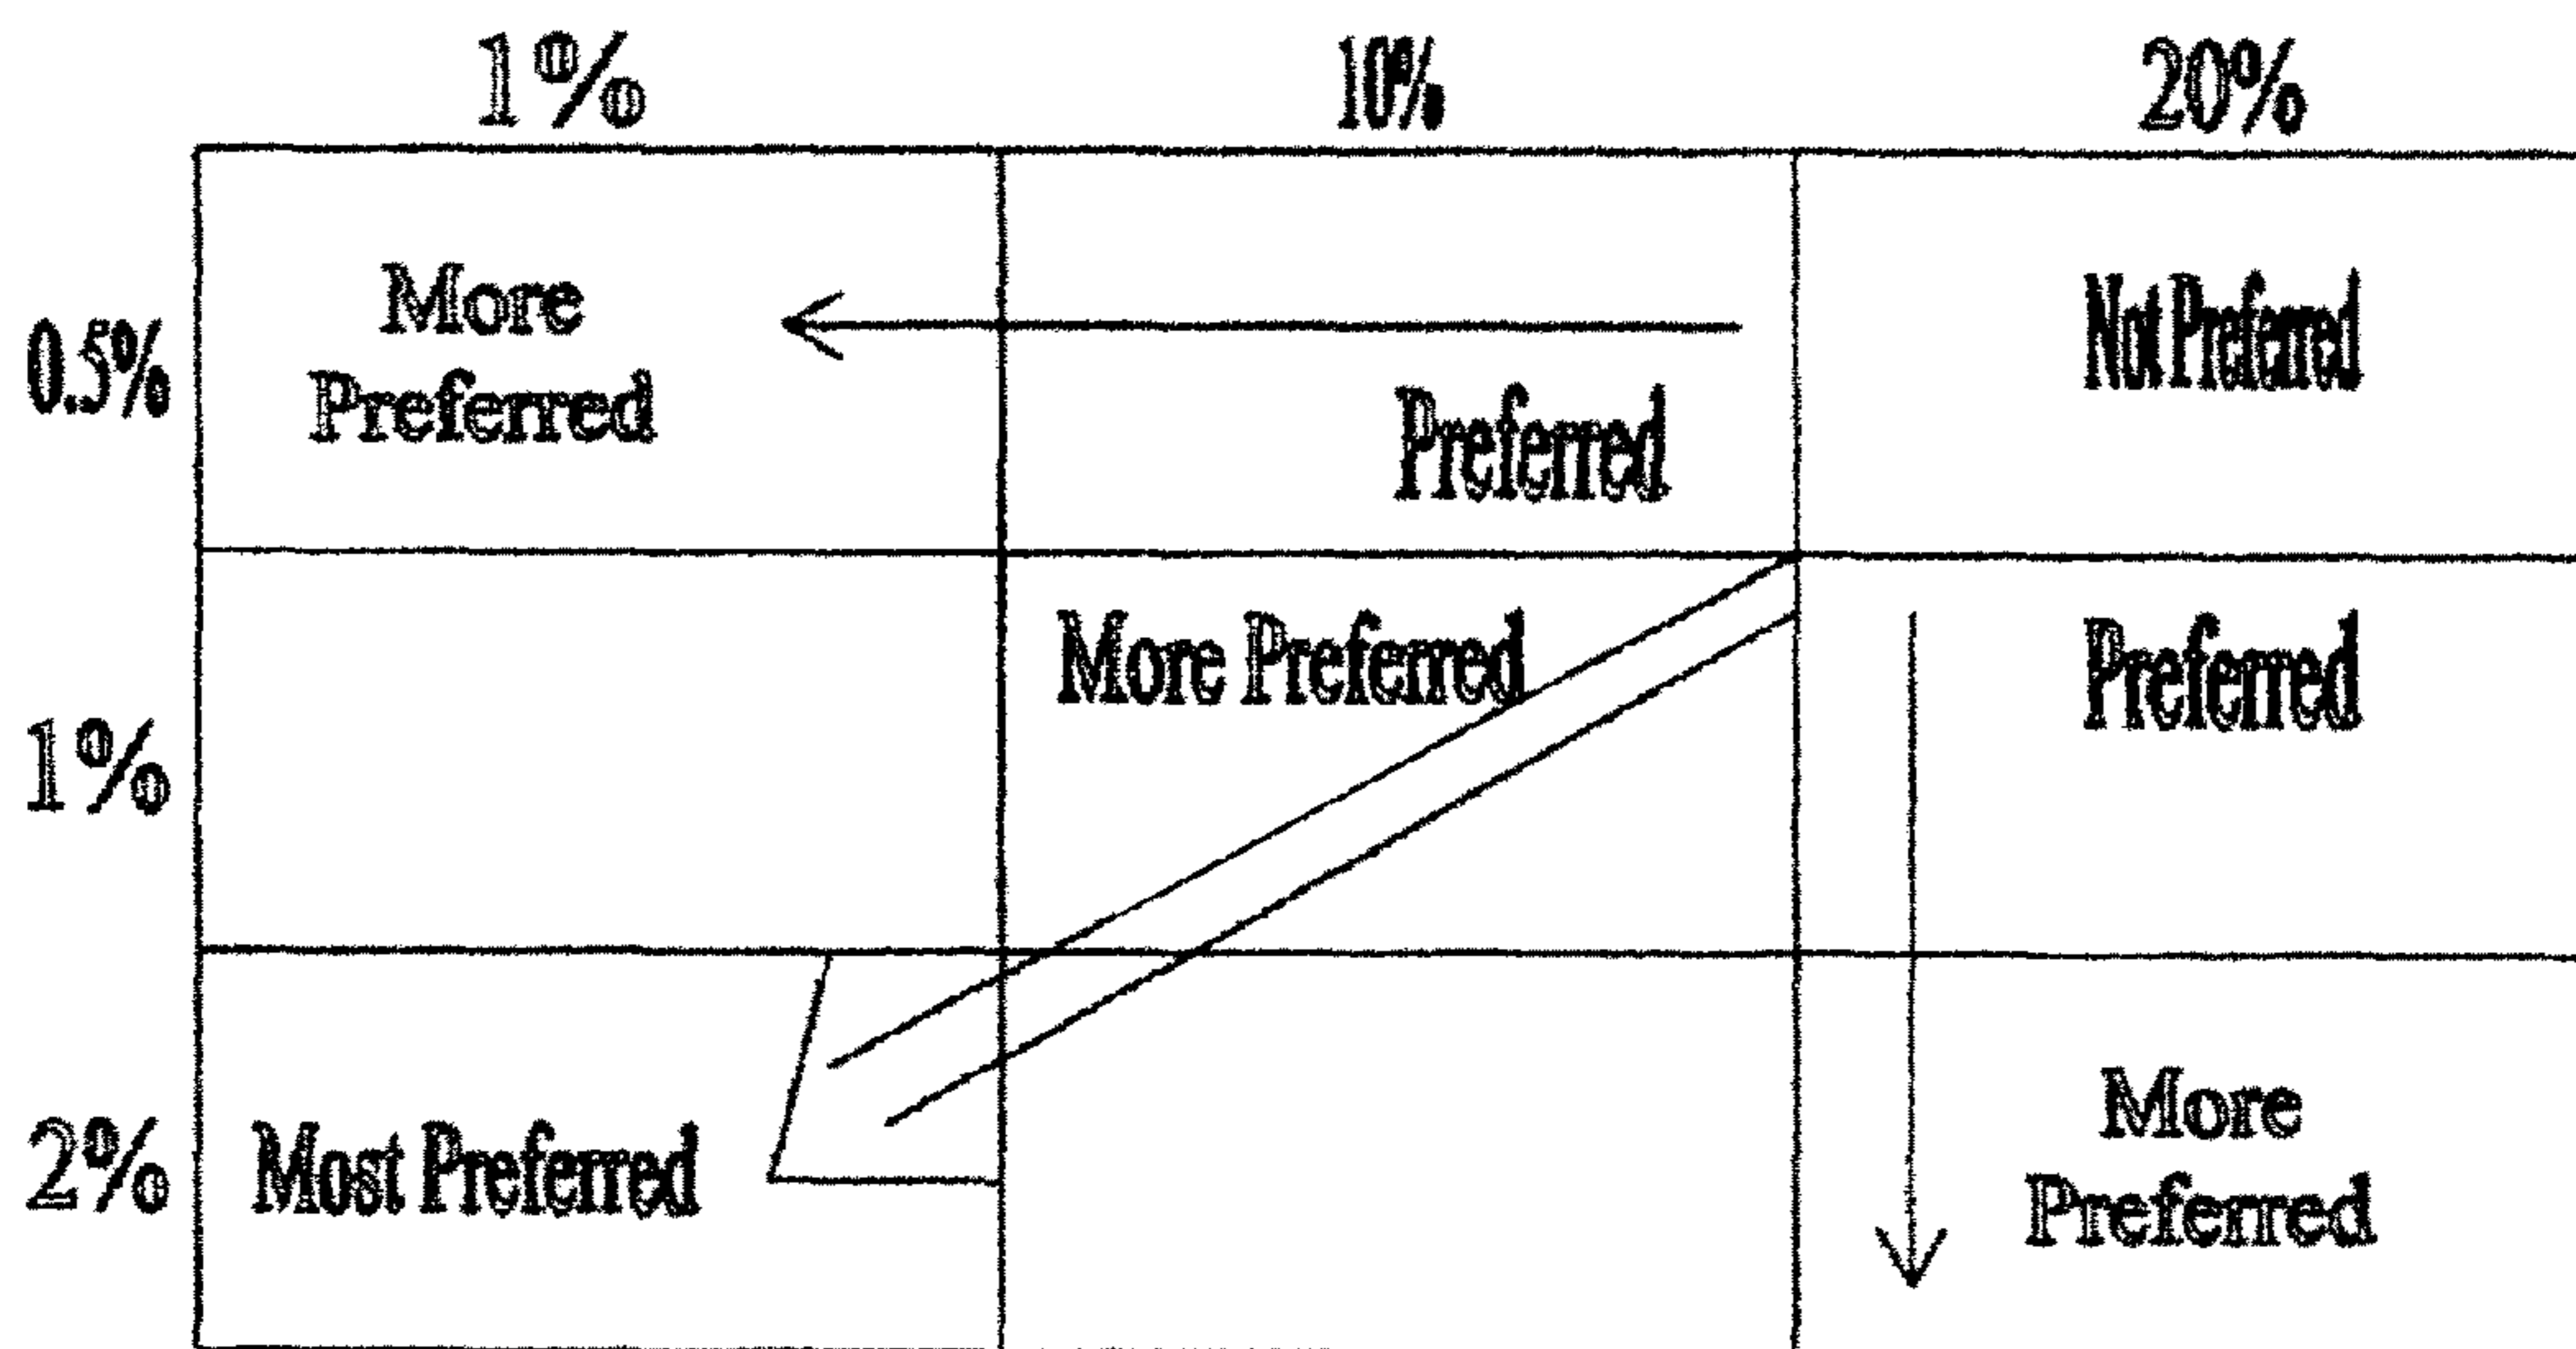 1% 10% 20%
0.5% More Preferred Preferred Not Preferred
1% More Preferred Preferred
2% Most Preferred More Preferred